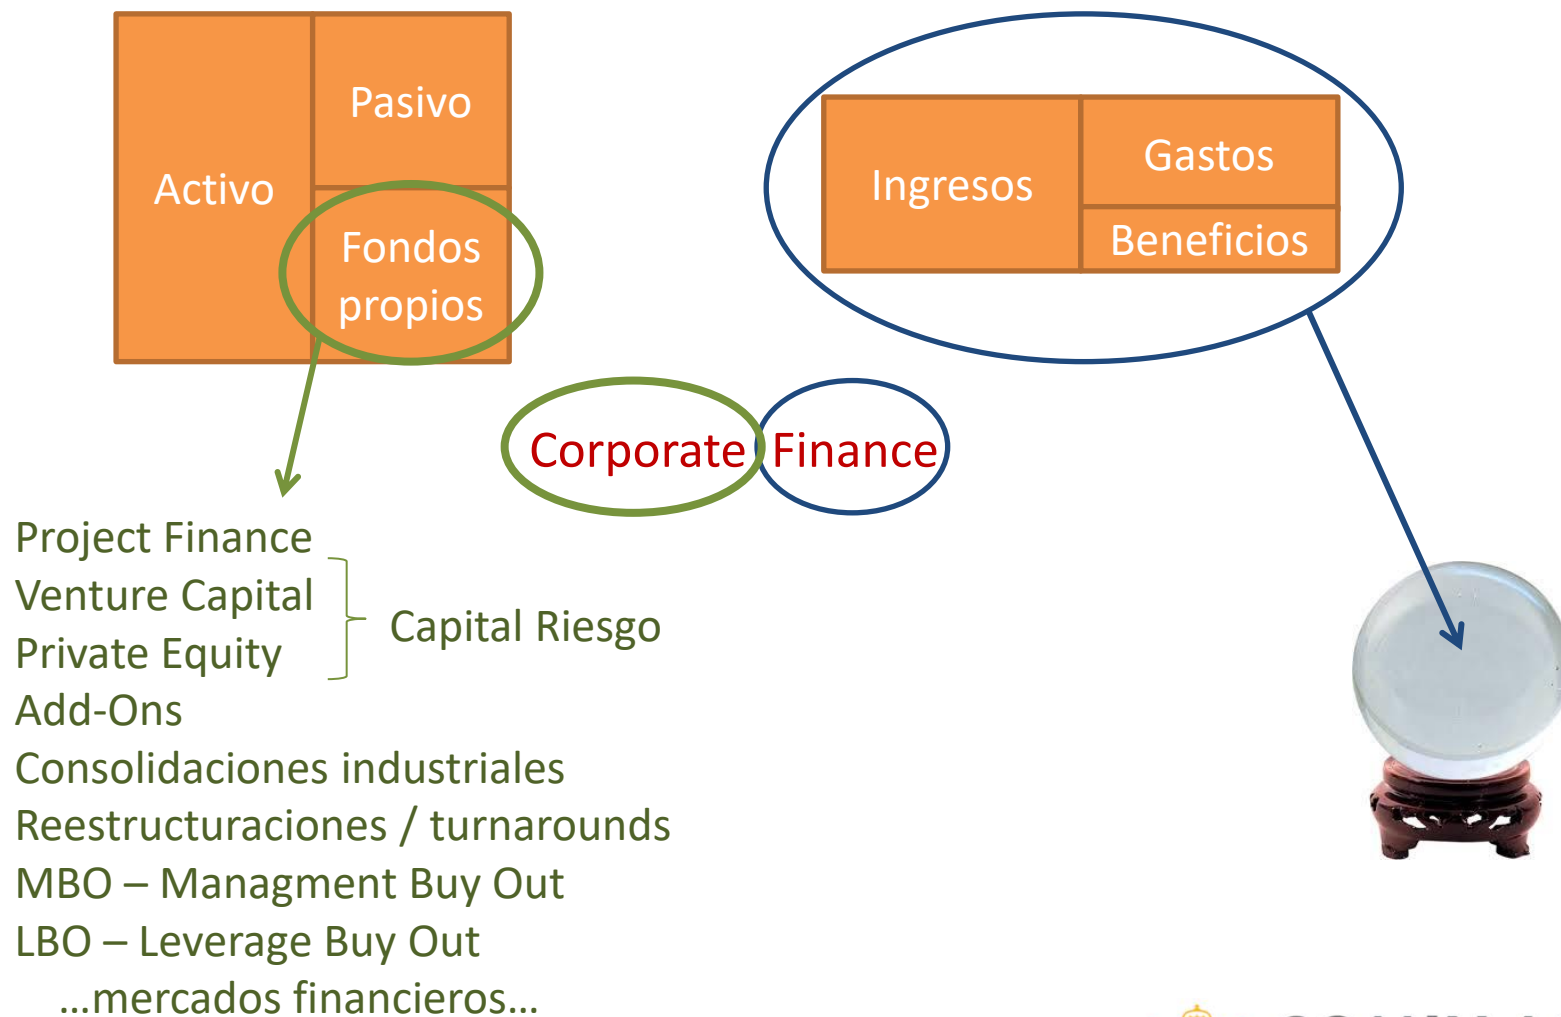 Activo
Pasivo
Fondos
propios
Ingresos
Gastos
Beneficios
Corporate Finance
Project Finance
Venture Capital
Private Equity
Capital Riesgo
Add-Ons
Consolidaciones industriales
Reestructuraciones / turnarounds
MBO – Managment Buy Out
LBO – Leverage Buy Out
...mercados financieros...